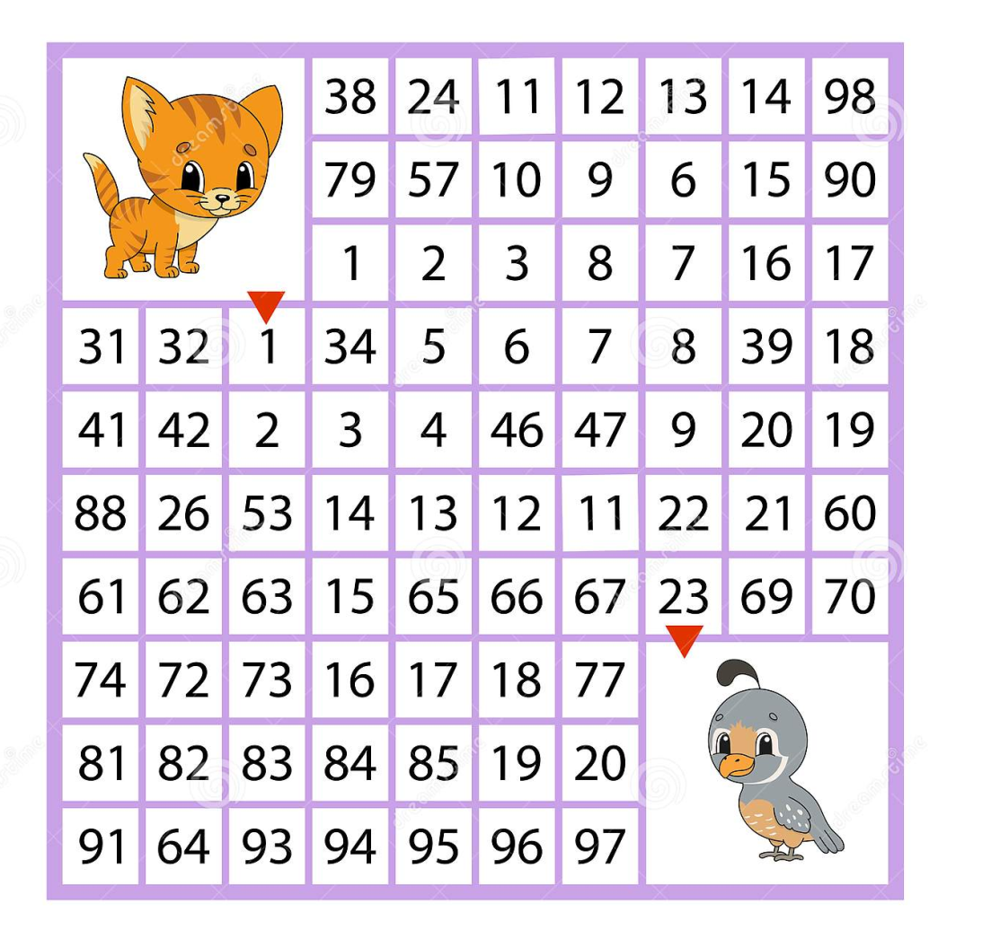 38 24 11 12 13 14 98
79 57 10 9 6 15 90
1 2 3 8 7 16 17
31 32 1 34 5 6 7 8 39 18
41 42 2 3 4 46 47 9 20 19
88 26 53 14 13 12 11 22 21 60
61 62 63 15 65 66 67 23 69 70
74 72 73 16 17 18 77
81 82 83 84 85 19 20
91 64 93 94 95 96 97
dreamstime